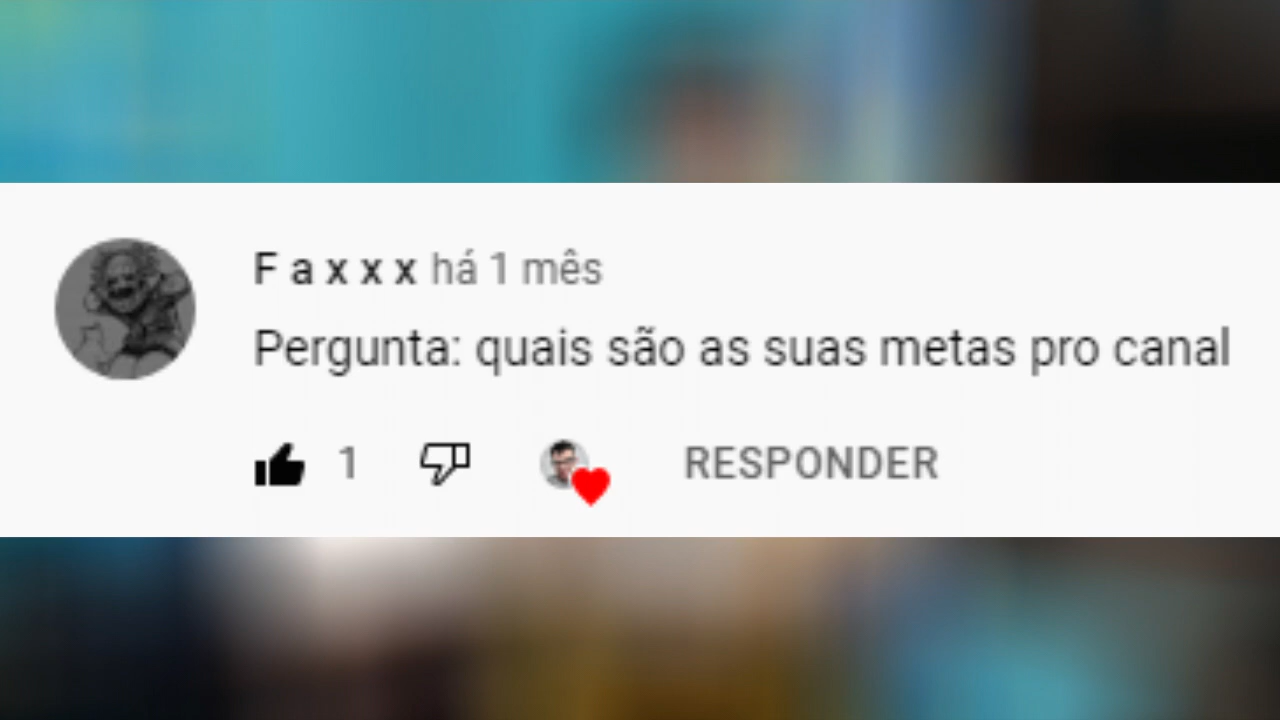 F a x x x há 1 mês
Pergunta: quais são as suas metas pro canal
1 RESPONDER